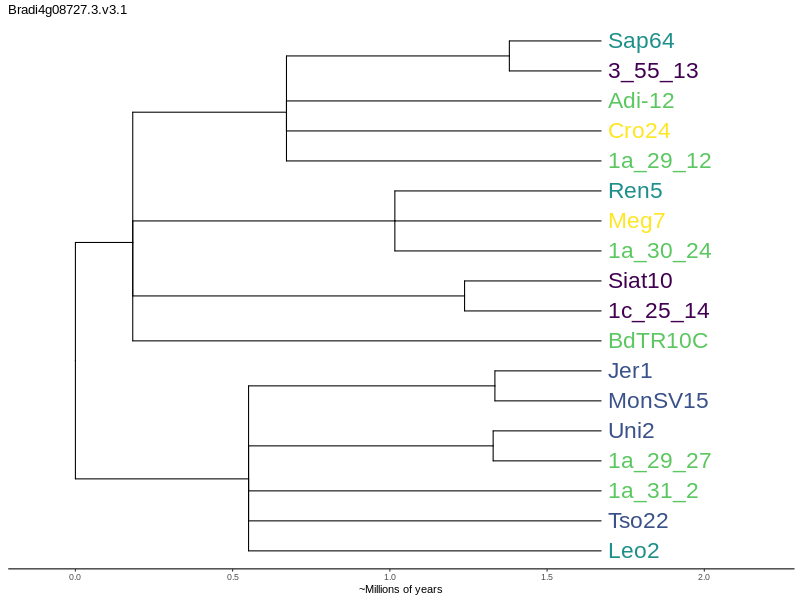 Bradi4g08727.3.v3.1
Sap64
3_55_13
Adi-12
Cro24
1a_29_12
Ren5
Meg7
1a_30_24
Siat10
1c_25_14
BdTR10C
Jer1
MonSV15
Uni2
1a_29_27
1a_31_2
Tso22
Leo2
0.0 0.5 1.0 1.5 2.0
~Millions of years